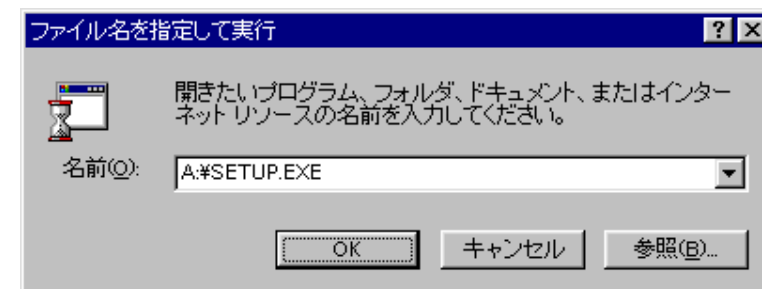 ファイル名を指定して実行
開きたいプログラム、フォルダ、ドキュメント、またはインター
ネット リソースの名前を入力してください。
名前(O):
A:¥SETUP.EXE
OK
キャンセル
参照(B)...